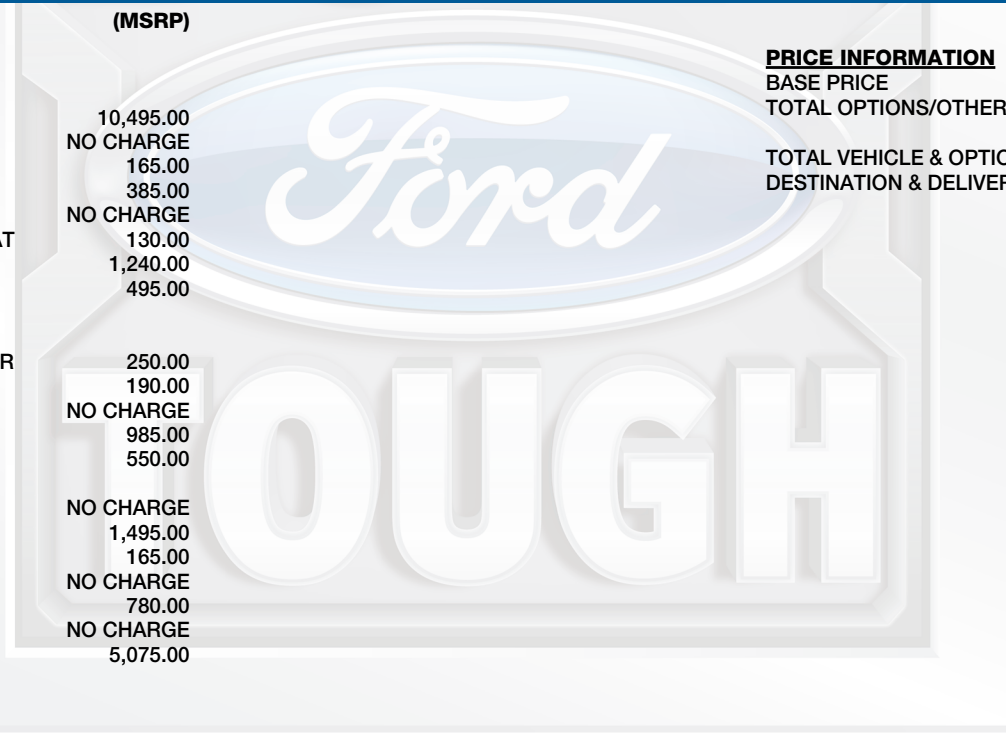 (MSRP)
PRICE INFORMATION
BASE PRICE
TOTAL OPTIONS/OTHER
TOTAL VEHICLE & OPTIO
DESTINATION & DELIVER
10,495.00
NO CHARGE
165.00
385.00
NO CHARGE
AT 130.00
1,240.00
495.00
R 250.00
190.00
NO CHARGE
985.00
550.00
NO CHARGE
1,495.00
165.00
NO CHARGE
780.00
NO CHARGE
5,075.00
Ford
TOUGH